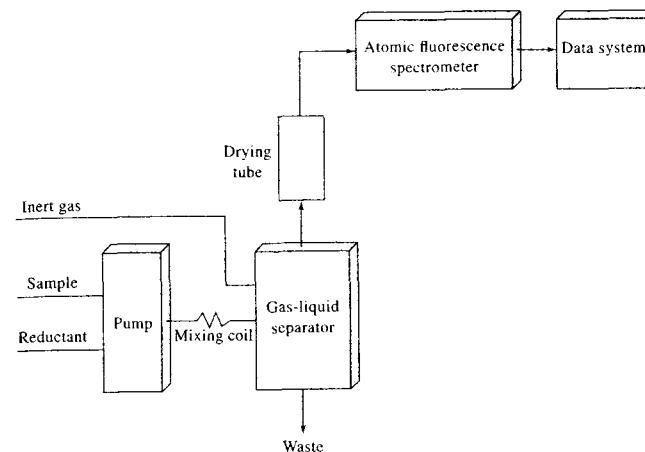 Atomic fluorescence
spectrometer
Data system
Drying
tube
Inert gas
Sample
Reductant
Pump
Mixing coil
Gas-liquid
separator
Waste